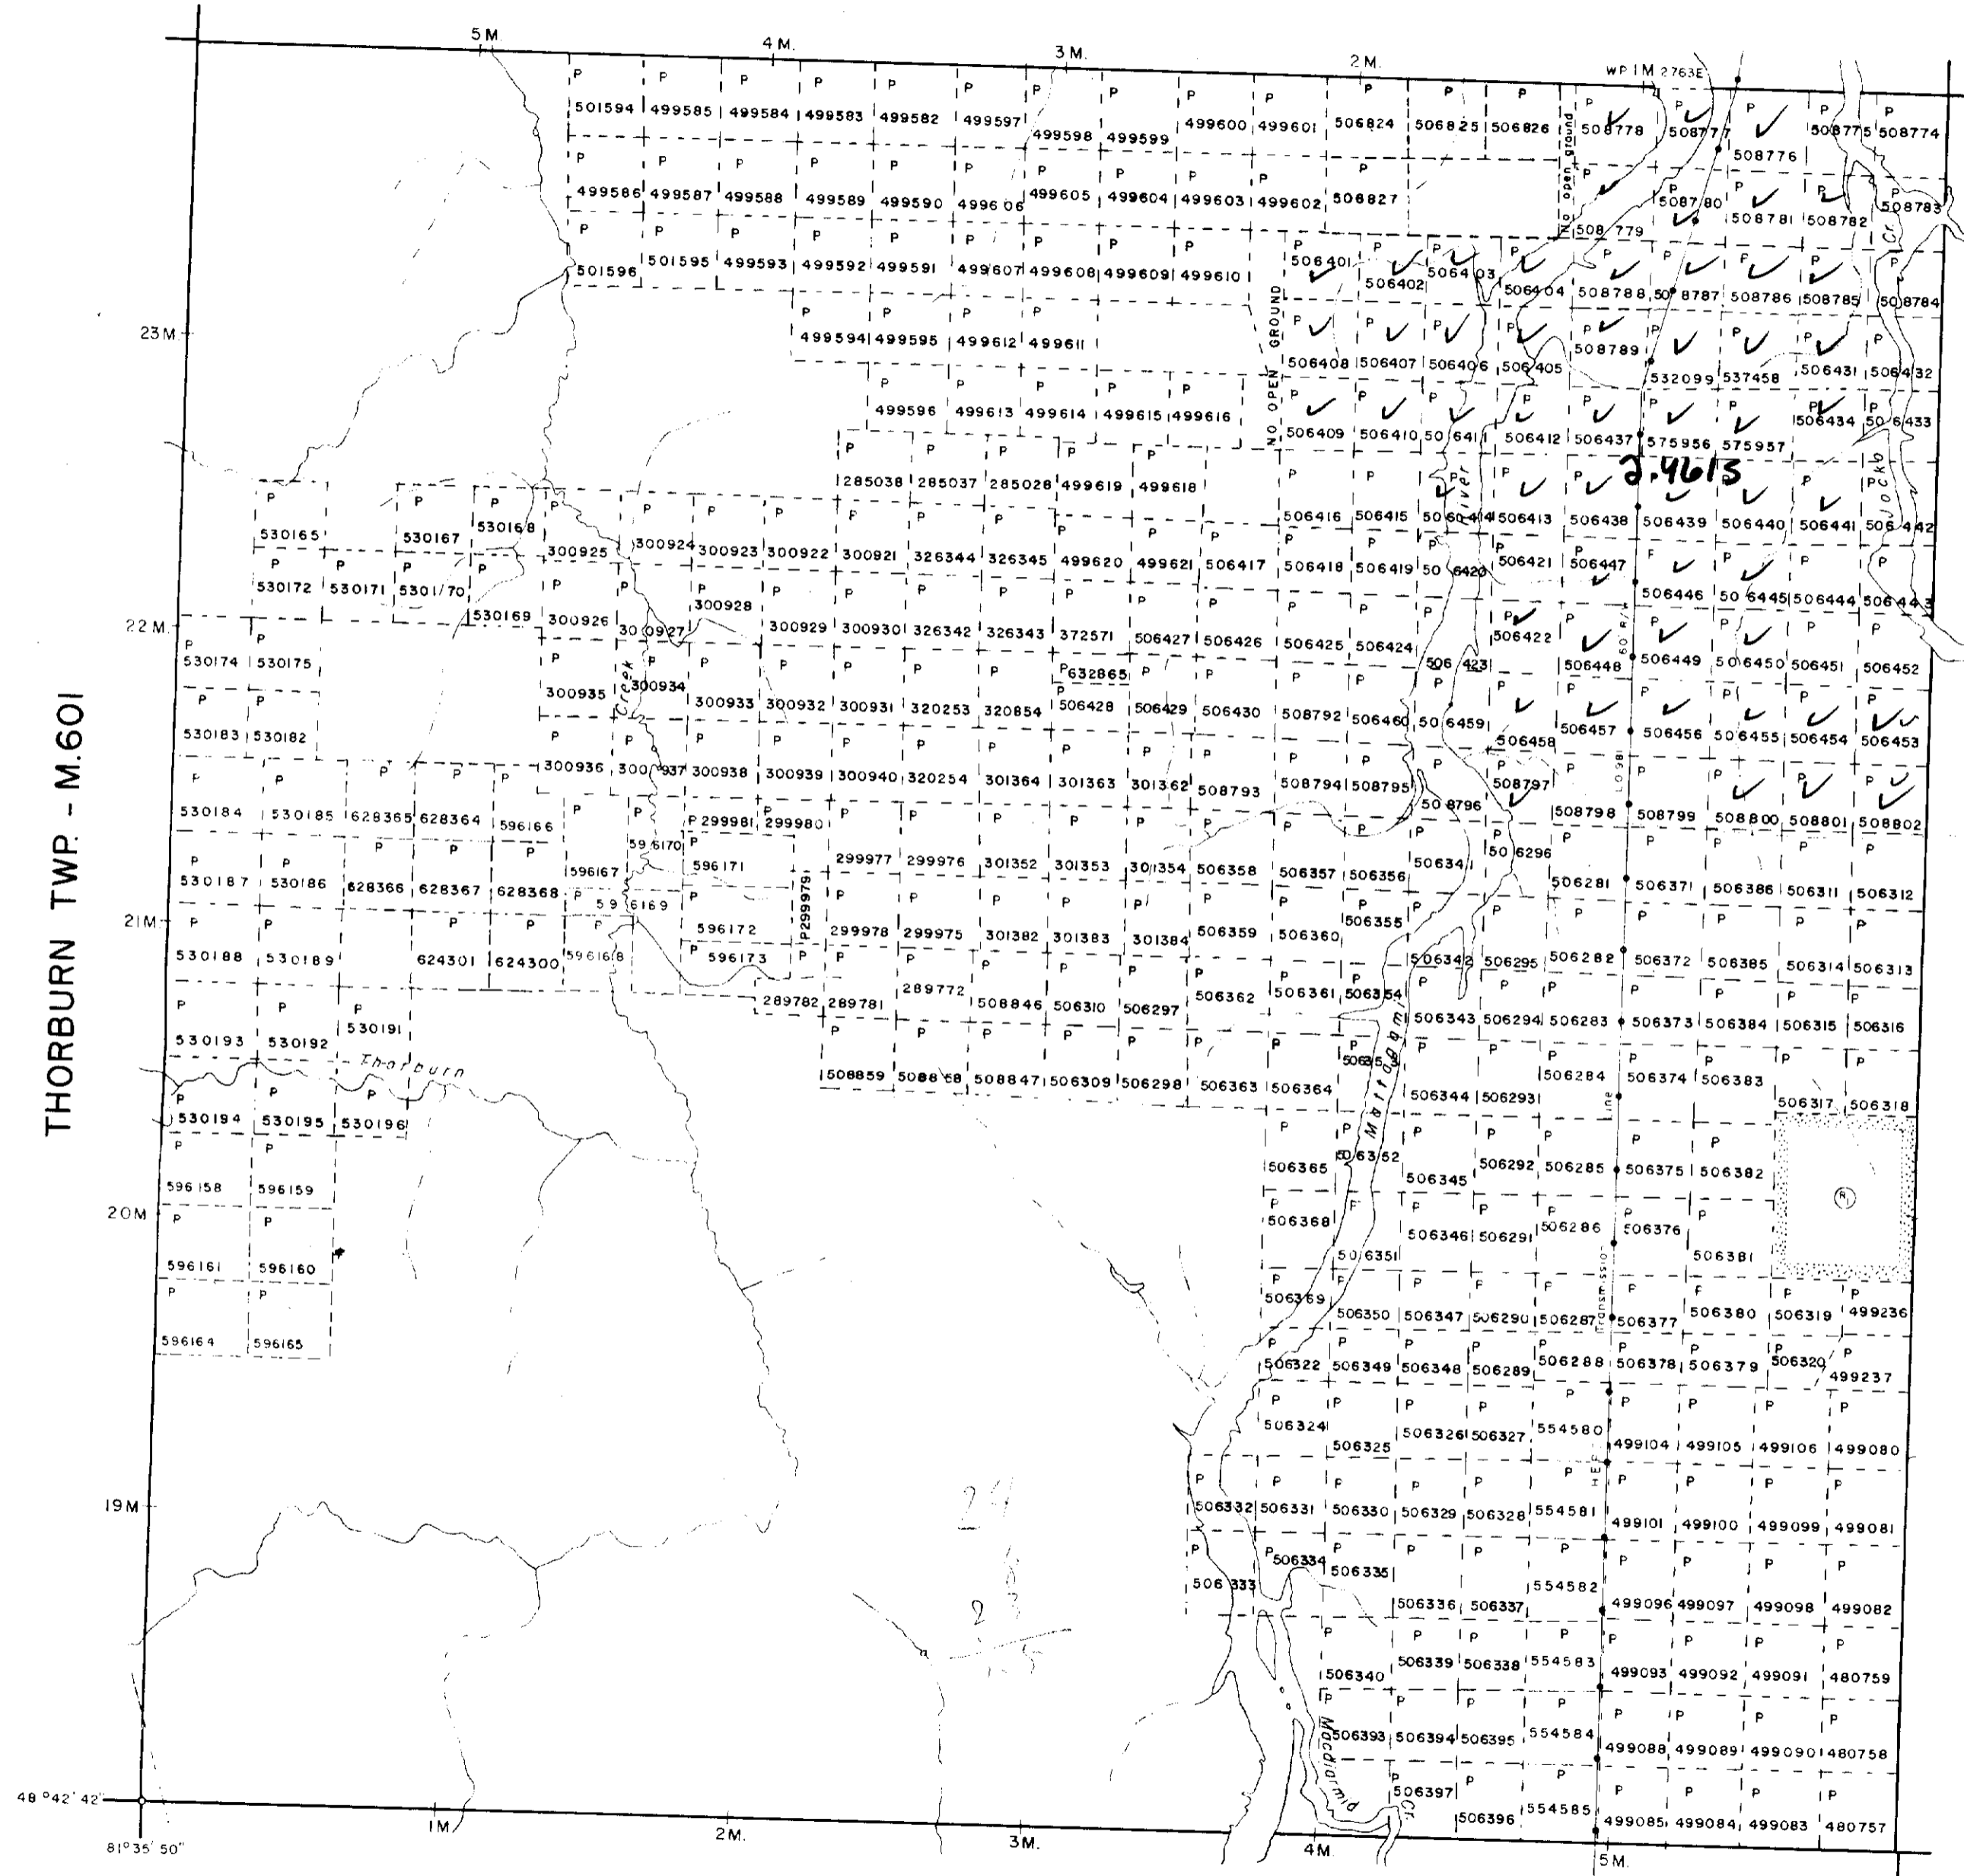 5 M. 4 M. 3 M. 2 M. WP 1 M 2763E
P P P P P P P P P P P P P P P P P P
501594 499585 499584 499583 499582 499597 499598 499599 499600 499601 506824 506825 506826 508778 508777 508776 508775 508774
No open ground
499586 499587 499588 499589 499590 499606 499605 499604 499603 499602 506827 508779 508780 508781 508782 508783
Cr.
501596 501595 499593 499592 499591 499607 499608 499609 499610 506401 506402 506403 506404 508788 508787 508786 508785 508784
23M
NO OPEN GROUND
499594 499595 499612 499611 506408 506407 506406 506405 508789 532099 537458 506431 506432
499596 499613 499614 499615 499616 506409 506410 506411 506412 506437 575956 575957 506434 506433
2.4613
285038 285037 285028 499619 499618 506416 506415 506414 506413 506438 506439 506440 506441 506442
River
Jocko
530165 530167 530168 300925 300924 300923 300922 300921 326344 326345 499620 499621 506417 506418 506419 506420 506421 506447 506446 506445 506444 506443
530172 530171 530170 530169 300926 300927 300928 300929 300930 326342 326343 372571 506427 506426 506425 506424 506423 506422 506448 506449 506450 506451 506452
22M.
530174 530175 300935 300934 300933 300932 300931 320253 320854 P632865 506428 506429 506430 508792 506460 506459 506458 506457 506456 506455 506454 506453
Creek
530183 530182 300936 300937 300938 300939 300940 320254 301364 301363 301362 508793 508794 508795 508796 508797 508798 508799 508800 508801 508802
THORBURN TWP. - M.601
530184 530185 628365 628364 596166 596167 596170 P299981 299980 596171 299977 299976 301352 301353 301354 506358 506357 506356 506341 506296 506281 506371 506386 506311 506312
530187 530186 628366 628367 628368 596169 596172 P299979 299978 299975 301382 301383 301384 506359 506360 506355 506342 506295 506282 506372 506385 506314 506313
21M
530188 530189 624301 624300 596168 596173 289782 289781 289772 508846 506310 506297 506362 506361 506354 506343 506294 506283 506373 506384 506315 506316
530193 530192 530191 508859 508858 508847 506309 506298 506363 506364 506353 506344 506293 506284 506374 506383 506317 506318
Thorburn
Mattagami
Line
530194 530195 530196 506365 506352 506345 506292 506285 506375 506382
596158 596159 506368 506351 506346 506291 506286 506376 506381
20M
R1
596161 596160 506369 506350 506347 506290 506287 506377 506380 506319 499236
Transmission
596164 596165 506322 506349 506348 506289 506288 506378 506379 506320 499237
506324 506325 506326 506327 554580 499104 499105 499106 499080
19M
506332 506331 506330 506329 506328 554581 499101 499100 499099 499081
506333 506334 506335 506336 506337 554582 499096 499097 499098 499082
506340 506339 506338 554583 499093 499092 499091 480759
506393 506394 506395 554584 499088 499089 499090 480758
Macdiarmid Cr.
506397 506396 554585 499085 499084 499083 480757
48°42'42"
81°35'50"
1M 2M. 3M. 4M. 5M.